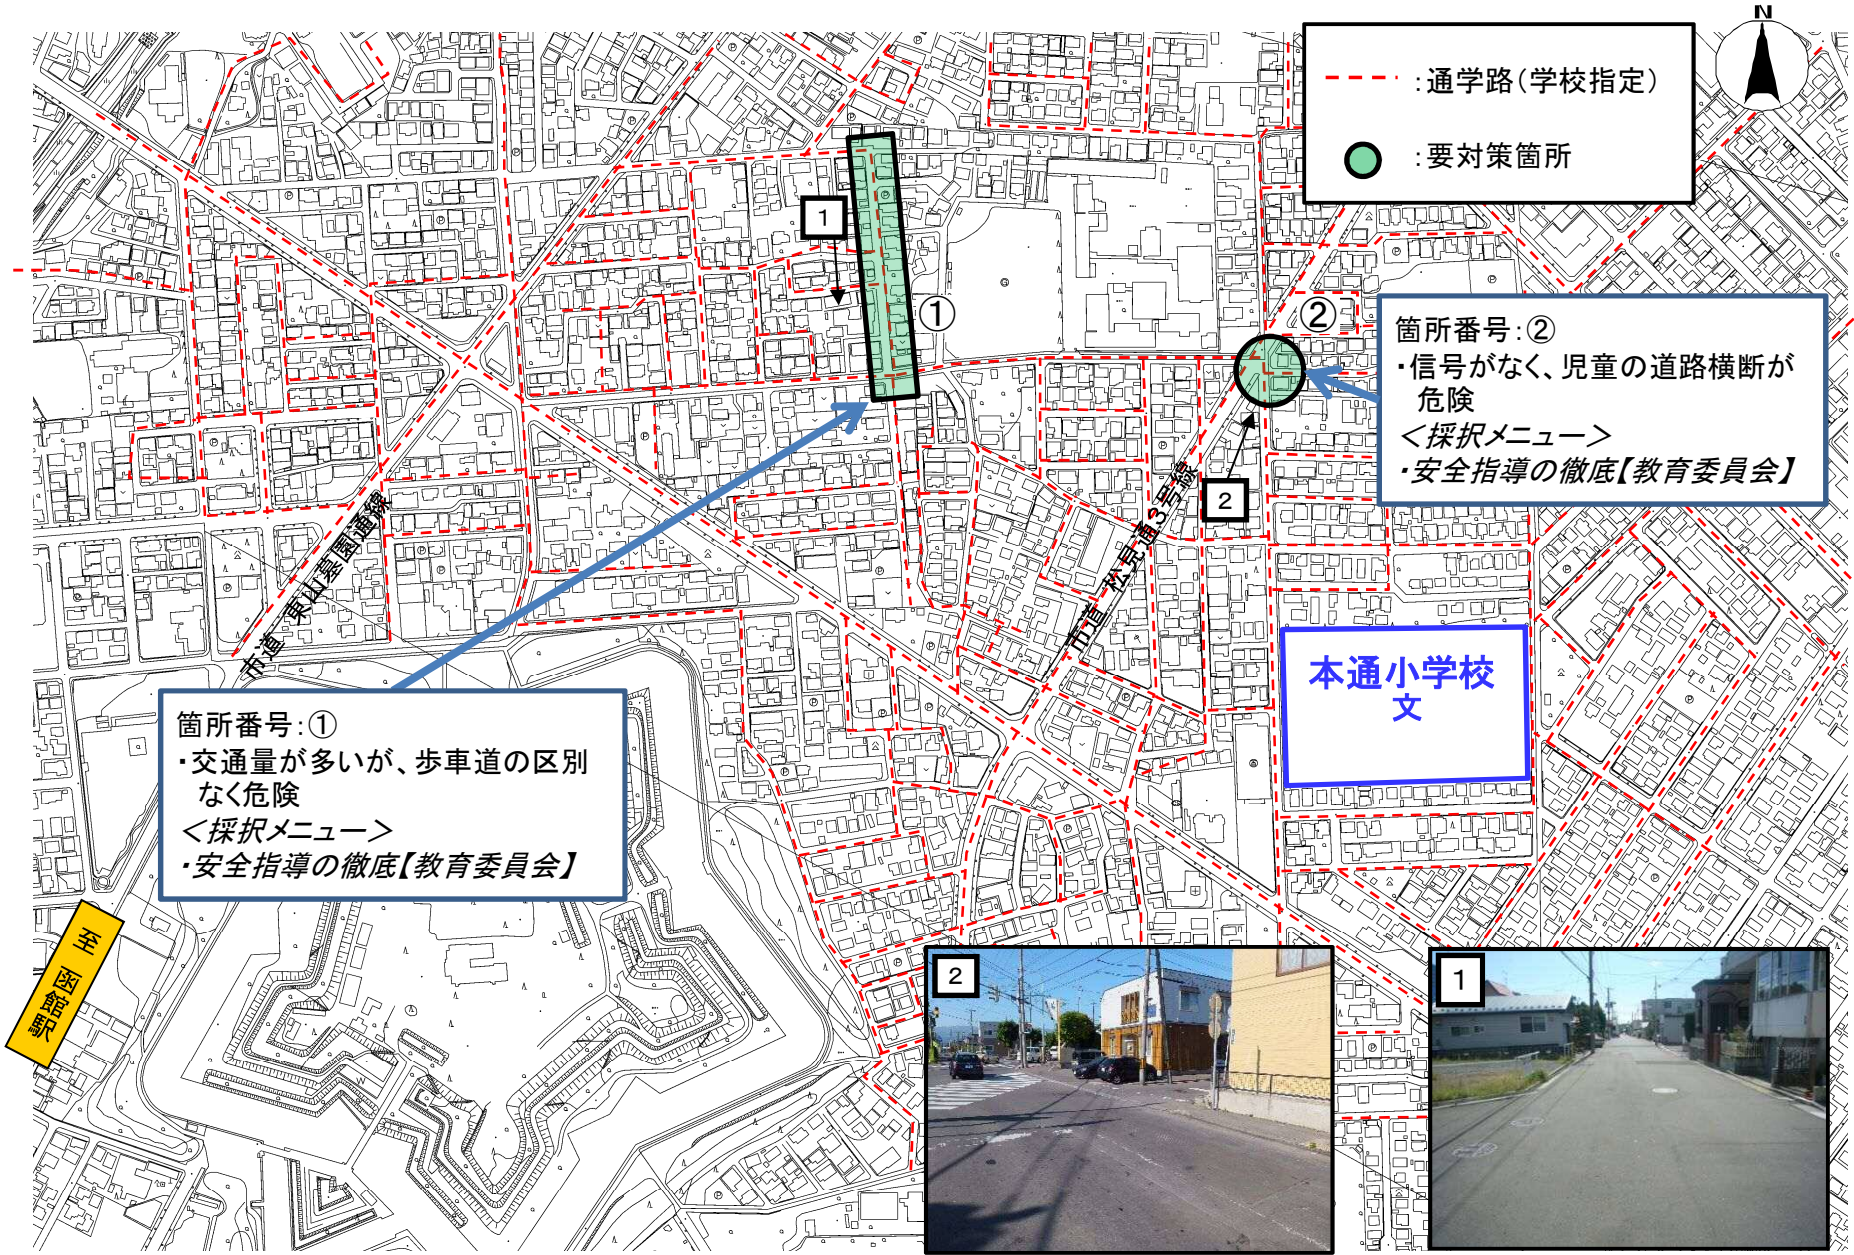 N
：通学路（学校指定）
：要対策箇所
1
①
②
箇所番号：②
・信号がなく、児童の道路横断が
危険
＜採択メニュー＞
・安全指導の徹底【教育委員会】
2
市道　東山墓園通線
市道　松見通3号線
本通小学校
文
箇所番号：①
・交通量が多いが、歩車道の区別
なく危険
＜採択メニュー＞
・安全指導の徹底【教育委員会】
至　函館駅
2
1